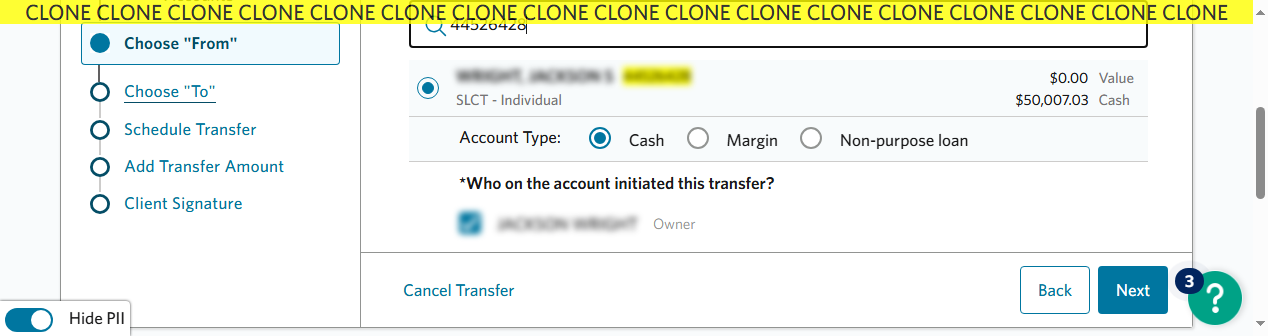 CLONE CLONE CLONE CLONE CLONE CLONE CLONE CLONE CLONE CLONE CLONE CLONE CLONE CLONE CLONE CLONE CLONE
Choose "From"
Choose "To"
Schedule Transfer
Add Transfer Amount
Client Signature
44526428
$0.00 Value
SLCT - Individual
$50,007.03 Cash
Account Type: Cash Margin Non-purpose loan
*Who on the account initiated this transfer?
Owner
Cancel Transfer
Back
Next
3
?
Hide PII